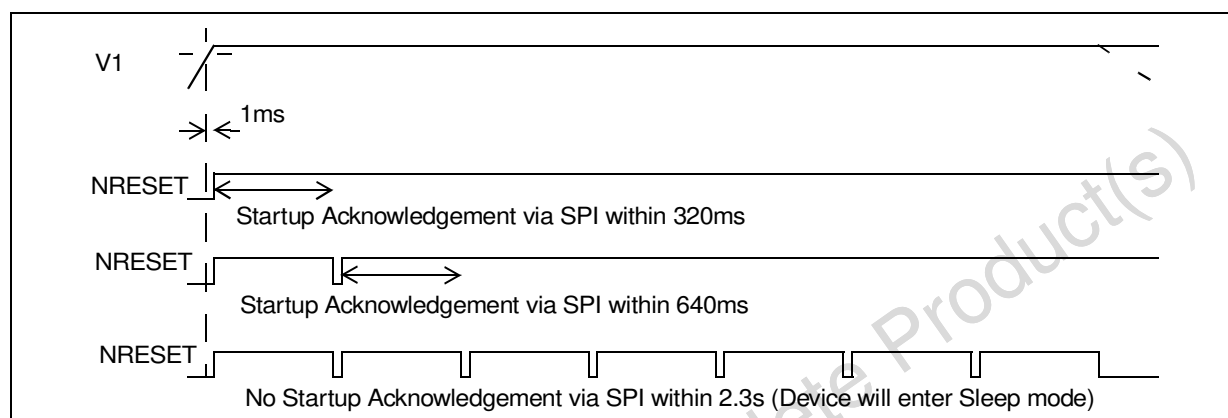 V1
1ms
NRESET
Startup Acknowledgement via SPI within 320ms
NRESET
Startup Acknowledgement via SPI within 640ms
NRESET
No Startup Acknowledgement via SPI within 2.3s (Device will enter Sleep mode)
Product(s)